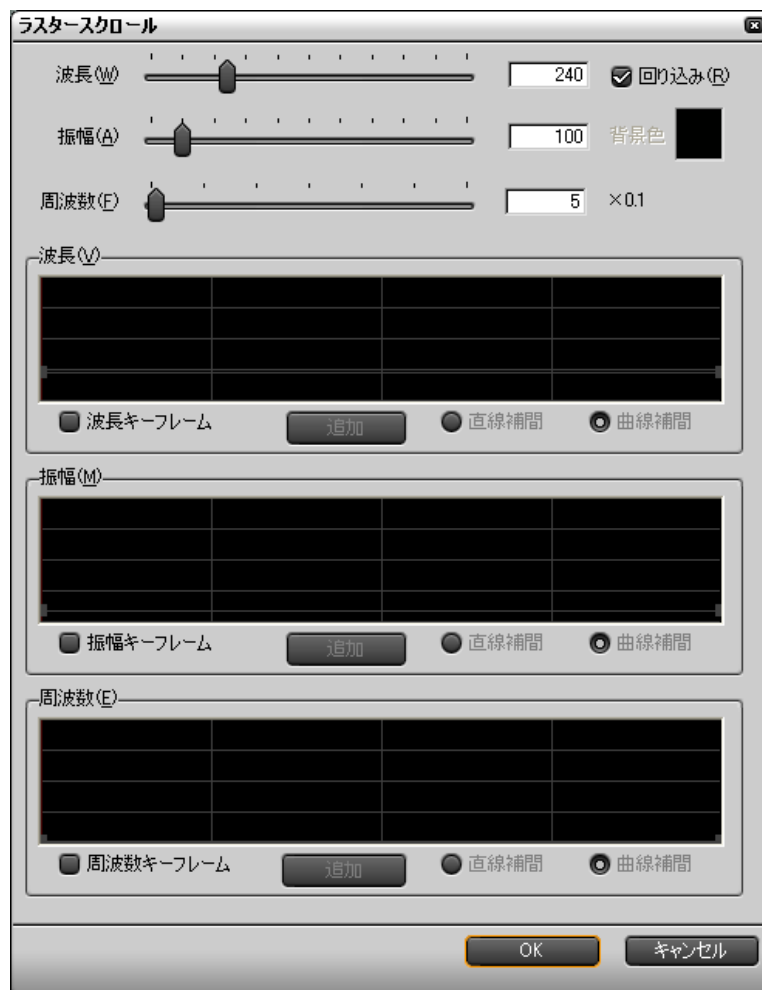 ラスタースクロール
波長(W) 240 回り込み(R)
振幅(A) 100 背景色
周波数(F) 5 ×0.1
波長(V)
波長キーフレーム 追加 直線補間 曲線補間
振幅(M)
振幅キーフレーム 追加 直線補間 曲線補間
周波数(E)
周波数キーフレーム 追加 直線補間 曲線補間
OK キャンセル